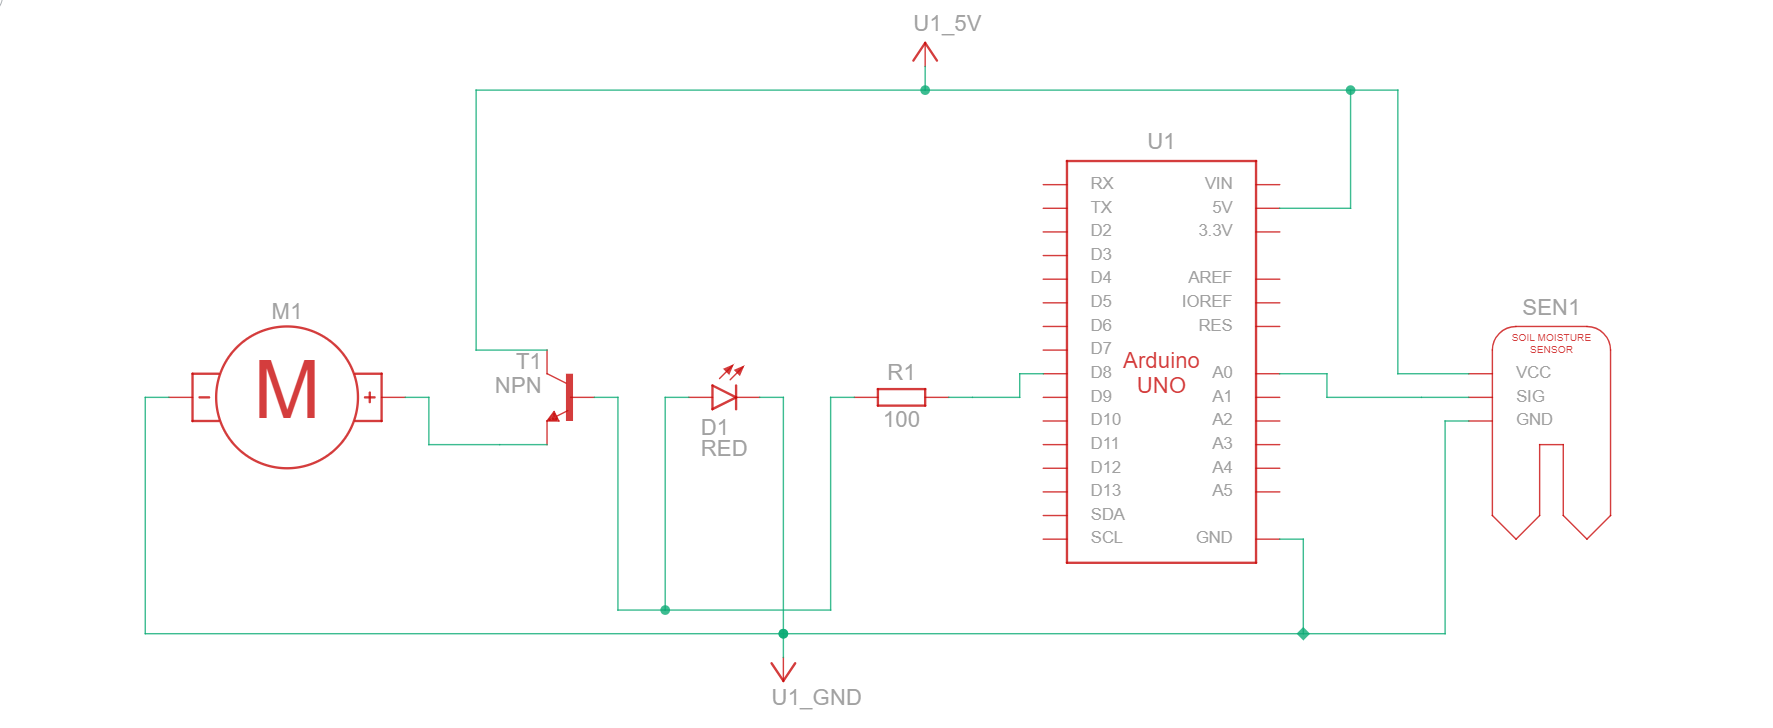 U1_5V
U1
RX
TX
D2
D3
D4
D5
D6
D7
D8
D9
D10
D11
D12
D13
SDA
SCL
VIN
5V
3.3V
AREF
IOREF
RES
A0
A1
A2
A3
A4
A5
GND
Arduino
UNO
M1
M
-
+
T1
NPN
D1
RED
R1
100
SEN1
SOIL MOISTURE
SENSOR
VCC
SIG
GND
U1_GND